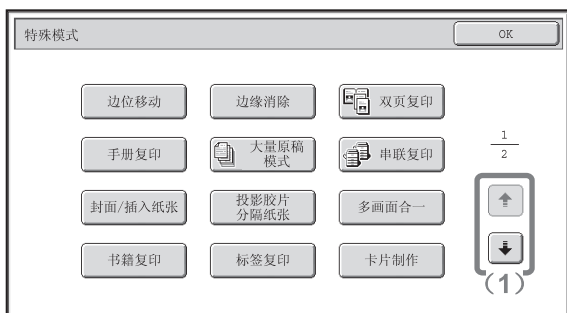 特殊模式
OK
边位移动
边缘消除
双页复印
手册复印
大量原稿
模式
串联复印
1
2
封面/插入纸张
投影胶片
分隔纸张
多画面合一
书籍复印
标签复印
卡片制作
(1)